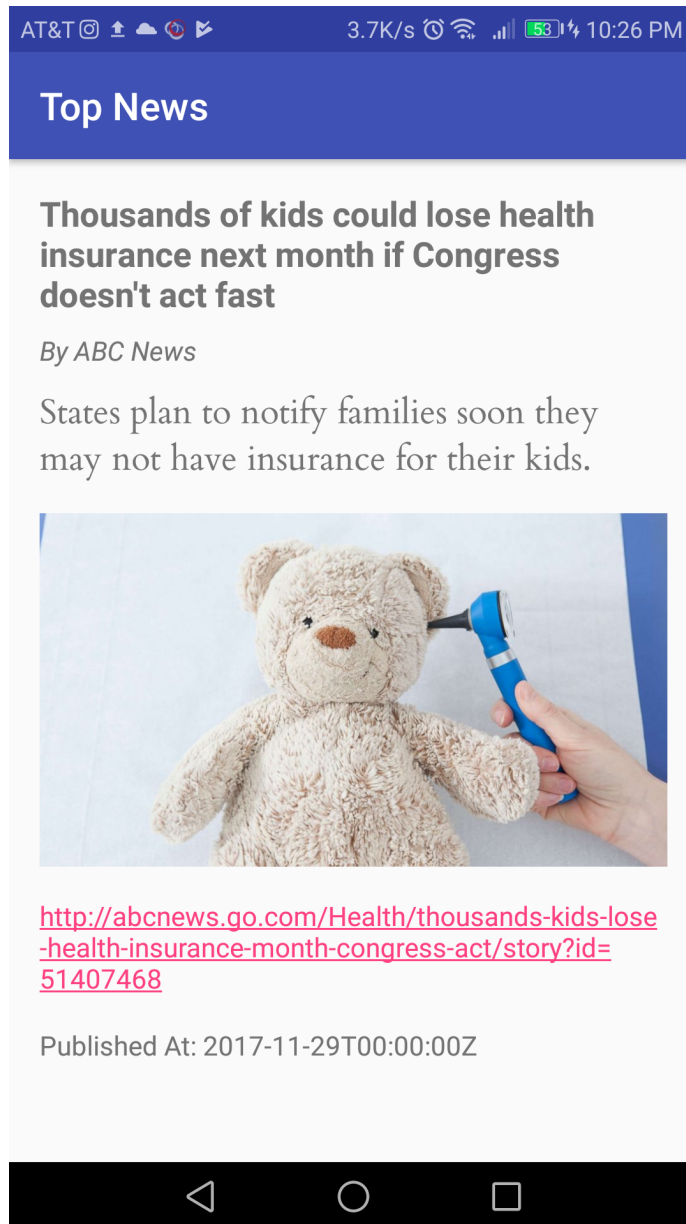 AT&T 3.7K/s 53 10:26 PM
Top News
Thousands of kids could lose health
insurance next month if Congress
doesn't act fast
By ABC News
States plan to notify families soon they
may not have insurance for their kids.
http://abcnews.go.com/Health/thousands-kids-lose
-health-insurance-month-congress-act/story?id=
51407468
Published At: 2017-11-29T00:00:00Z